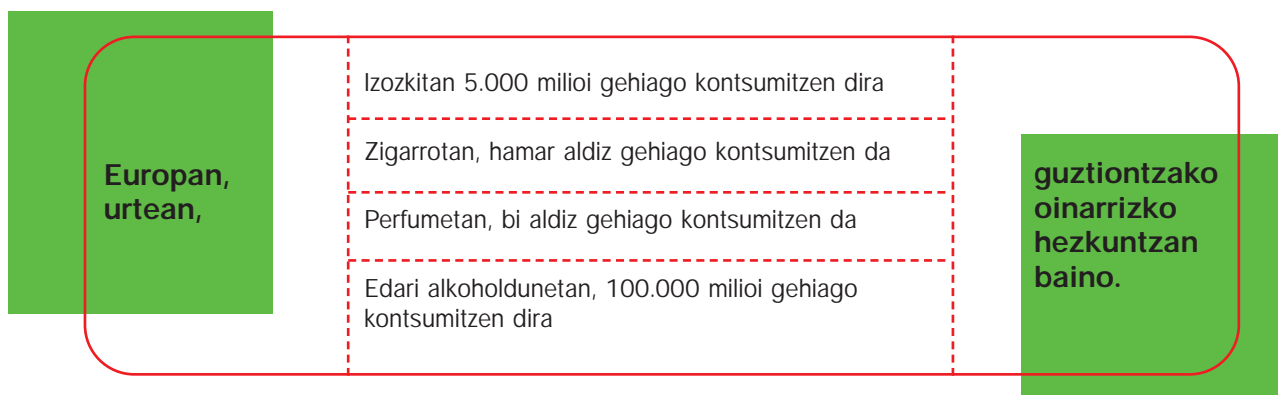 Europan,
urtean,
Izozkitan 5.000 milioi gehiago kontsumitzen dira
Zigarrotan, hamar aldiz gehiago kontsumitzen da
Perfumetan, bi aldiz gehiago kontsumitzen da
Edari alkoholdunetan, 100.000 milioi gehiago
kontsumitzen dira
guztiontzako
oinarrizko
hezkuntzan
baino.